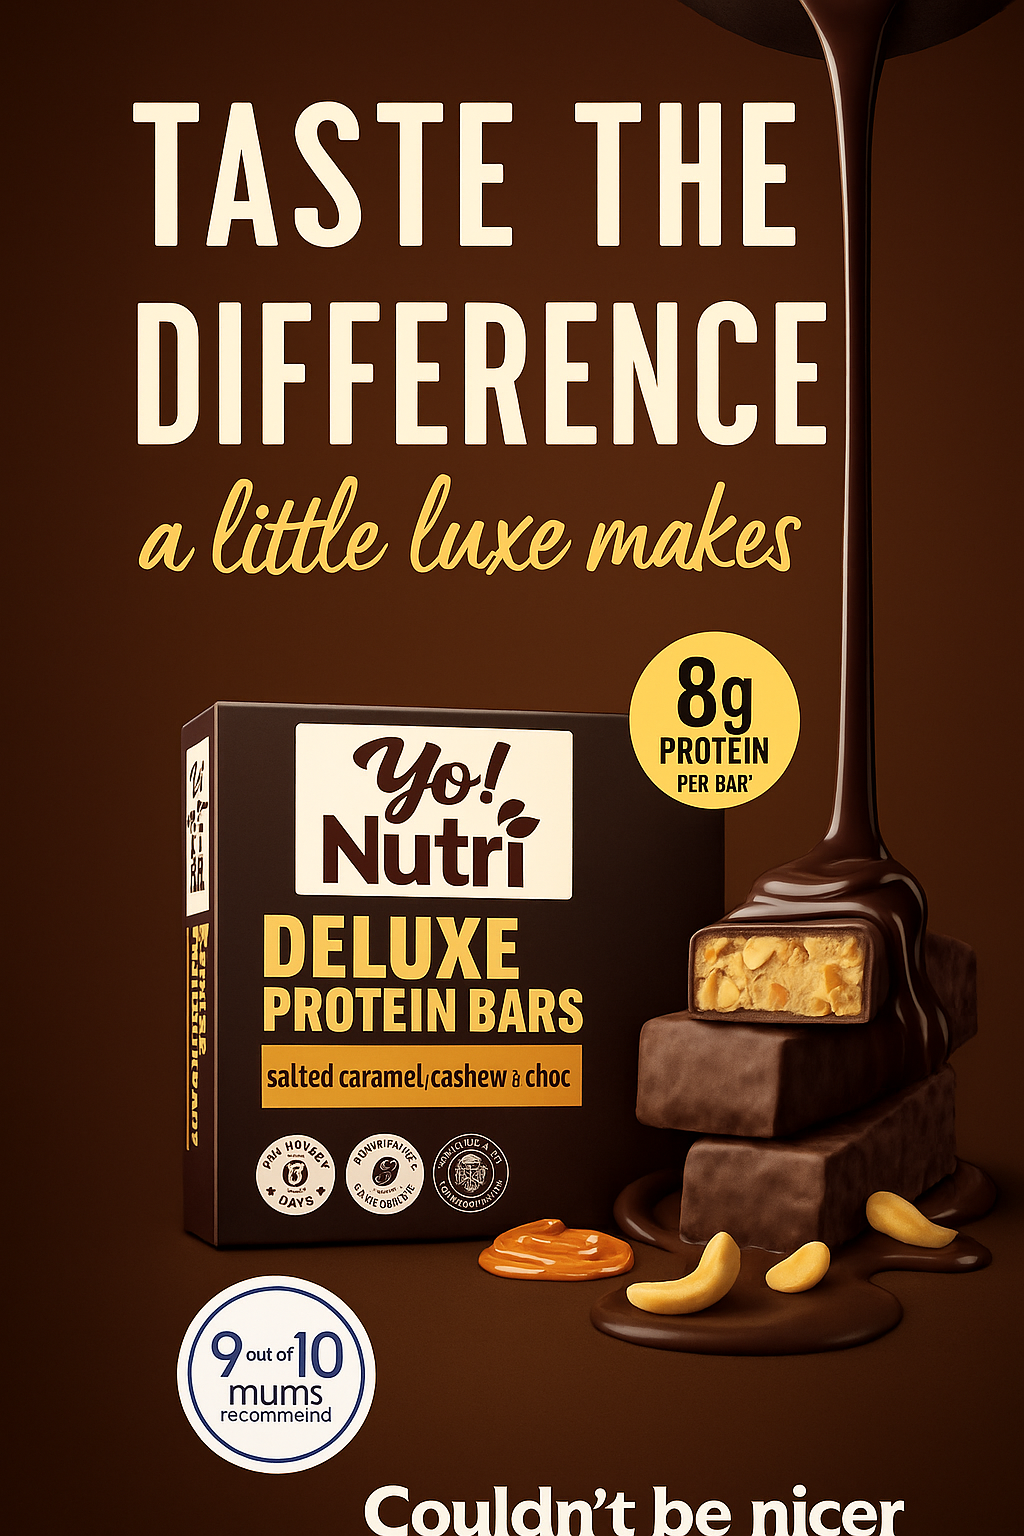 TASTE THE
DIFFERENCE
a little luxe makes
8g
PROTEIN
PER BAR'
Yo!
Nutri
DELUXE
PROTEIN BARS
salted caramel, cashew & choc
DAYS
9 out of 10
mums
recommeind
Couldn't be nicer